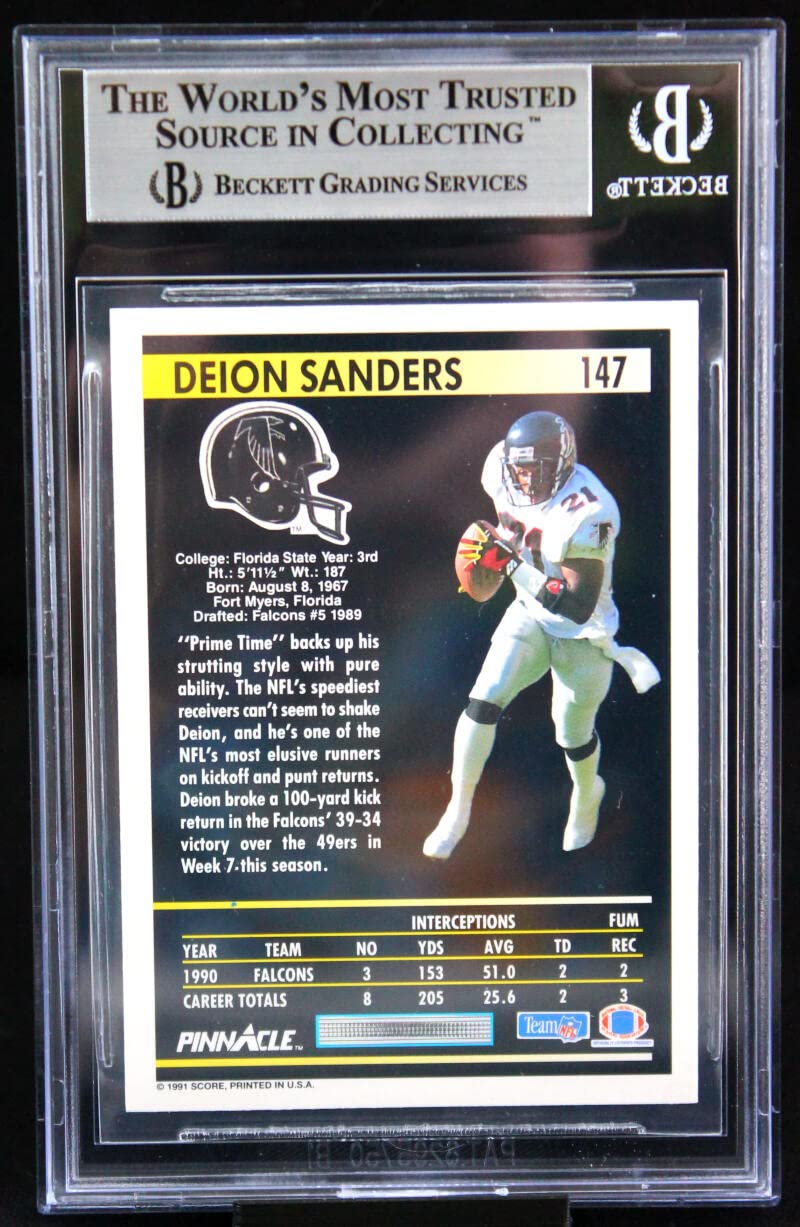 THE WORLD'S MOST TRUSTED
SOURCE IN COLLECTING™
B BECKETT GRADING SERVICES
B
BECKETT®
DEION SANDERS 147
TM
21
21
College: Florida State Year: 3rd
Ht.: 5'11½" Wt.: 187
Born: August 8, 1967
Fort Myers, Florida
Drafted: Falcons #5 1989
"Prime Time" backs up his
strutting style with pure
ability. The NFL's speediest
receivers can't seem to shake
Deion, and he's one of the
NFL's most elusive runners
on kickoff and punt returns.
Deion broke a 100-yard kick
return in the Falcons' 39-34
victory over the 49ers in
Week 7-this season.
INTERCEPTIONS FUM
YEAR TEAM NO YDS AVG TD REC
1990 FALCONS 3 153 51.0 2 2
CAREER TOTALS 8 205 25.6 2 3
PINNACLE™ Team NFL
© 1991 SCORE, PRINTED IN U.S.A.